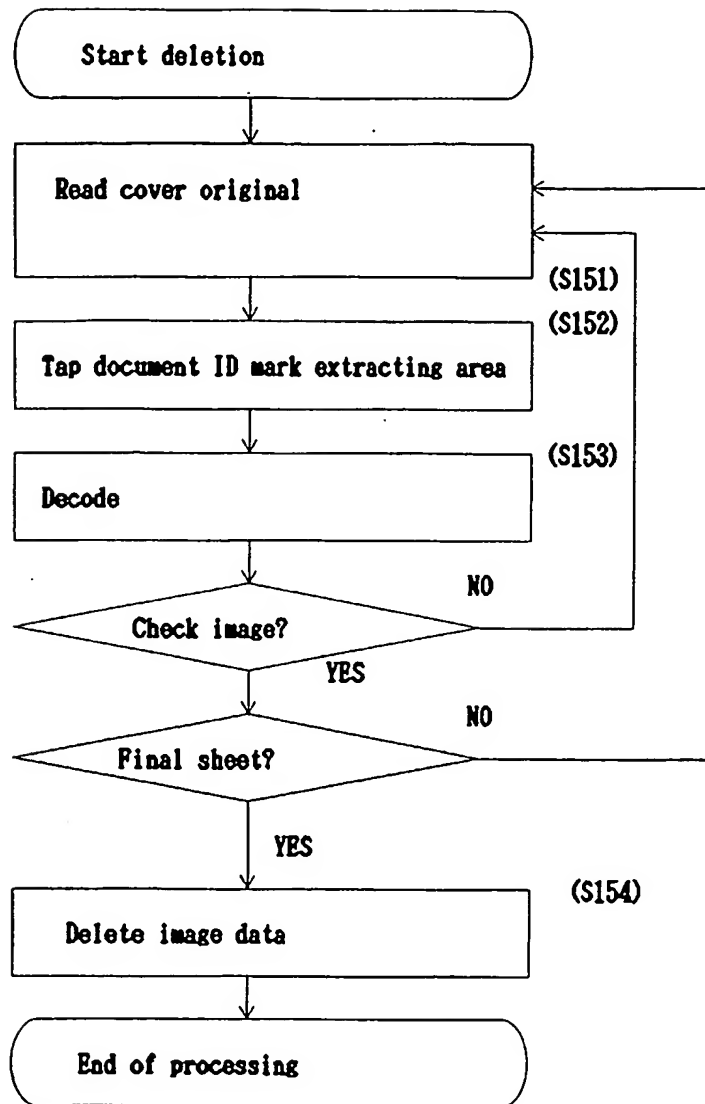 Start deletion
Read cover original
(S151)
(S152)
Tap document ID mark extracting area
(S153)
Decode
NO
Check image?
YES
NO
Final sheet?
YES
(S154)
Delete image data
End of processing